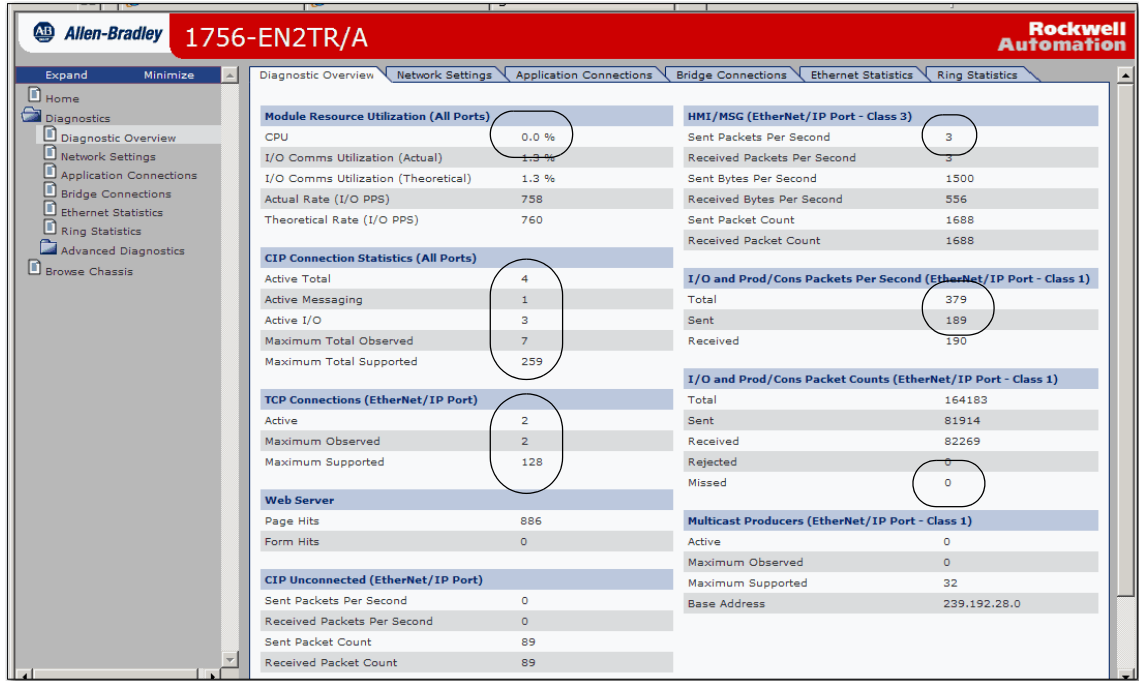 AB Allen-Bradley 1756-EN2TR/A Rockwell
Automation
Expand Minimize
Home
Diagnostics
Diagnostic Overview
Network Settings
Application Connections
Bridge Connections
Ethernet Statistics
Ring Statistics
Advanced Diagnostics
Browse Chassis
Diagnostic Overview Network Settings Application Connections Bridge Connections Ethernet Statistics Ring Statistics
Module Resource Utilization (All Ports)
CPU 0.0 %
I/O Comms Utilization (Actual) 1.3 %
I/O Comms Utilization (Theoretical) 1.3 %
Actual Rate (I/O PPS) 758
Theoretical Rate (I/O PPS) 760
CIP Connection Statistics (All Ports)
Active Total 4
Active Messaging 1
Active I/O 3
Maximum Total Observed 7
Maximum Total Supported 259
TCP Connections (EtherNet/IP Port)
Active 2
Maximum Observed 2
Maximum Supported 128
Web Server
Page Hits 886
Form Hits 0
CIP Unconnected (EtherNet/IP Port)
Sent Packets Per Second 0
Received Packets Per Second 0
Sent Packet Count 89
Received Packet Count 89
HMI/MSG (EtherNet/IP Port - Class 3)
Sent Packets Per Second 3
Received Packets Per Second 3
Sent Bytes Per Second 1500
Received Bytes Per Second 556
Sent Packet Count 1688
Received Packet Count 1688
I/O and Prod/Cons Packets Per Second (EtherNet/IP Port - Class 1)
Total 379
Sent 189
Received 190
I/O and Prod/Cons Packet Counts (EtherNet/IP Port - Class 1)
Total 164183
Sent 81914
Received 82269
Rejected 0
Missed 0
Multicast Producers (EtherNet/IP Port - Class 1)
Active 0
Maximum Observed 0
Maximum Supported 32
Base Address 239.192.28.0